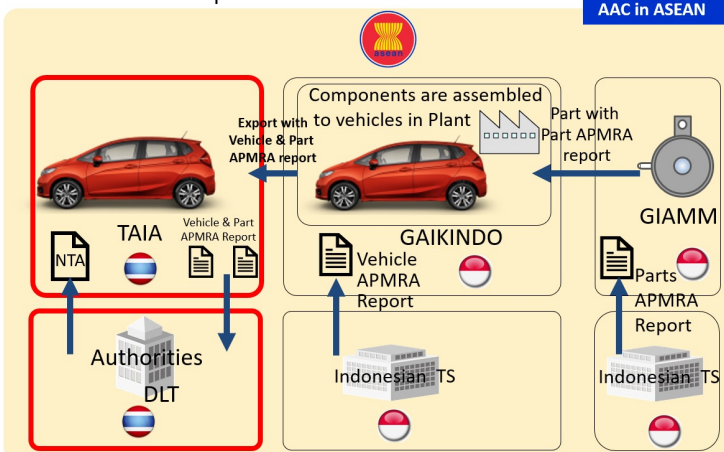 AAC in ASEAN
asean
Components are assembled
to vehicles in Plant
Export with
Vehicle & Part
APMRA report
Part with
Part APMRA
report
TAIA
Vehicle & Part
APMRA Report
NTA
GAIKINDO
Vehicle
APMRA
Report
GIAMM
Parts
APMRA
Report
Authorities
DLT
Indonesian TS
Indonesian TS